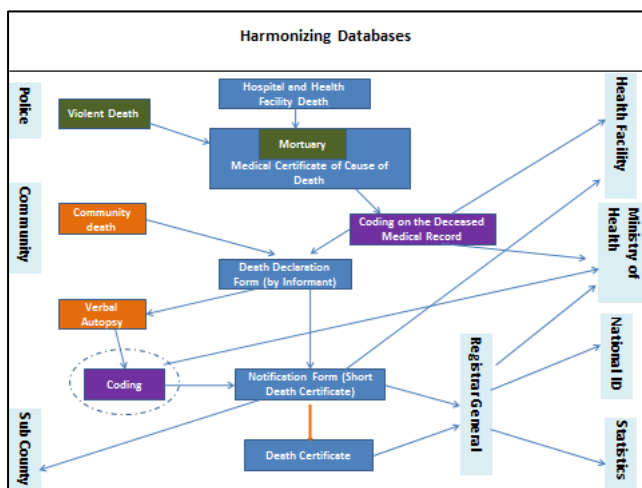 Harmonizing Databases
Police
Hospital and Health
Facility Death
Violent Death
Mortuary
Medical Certificate of Cause of
Death
Health Facility
Community
Community
death
Coding on the Deceased
Medical Record
Ministry of
Health
Death Declaration
Form (by Informant)
Verbal
Autopsy
National ID
Registrar
General
Coding
Notification Form (Short
Death Certificate)
Sub County
Death Certificate
Statistics